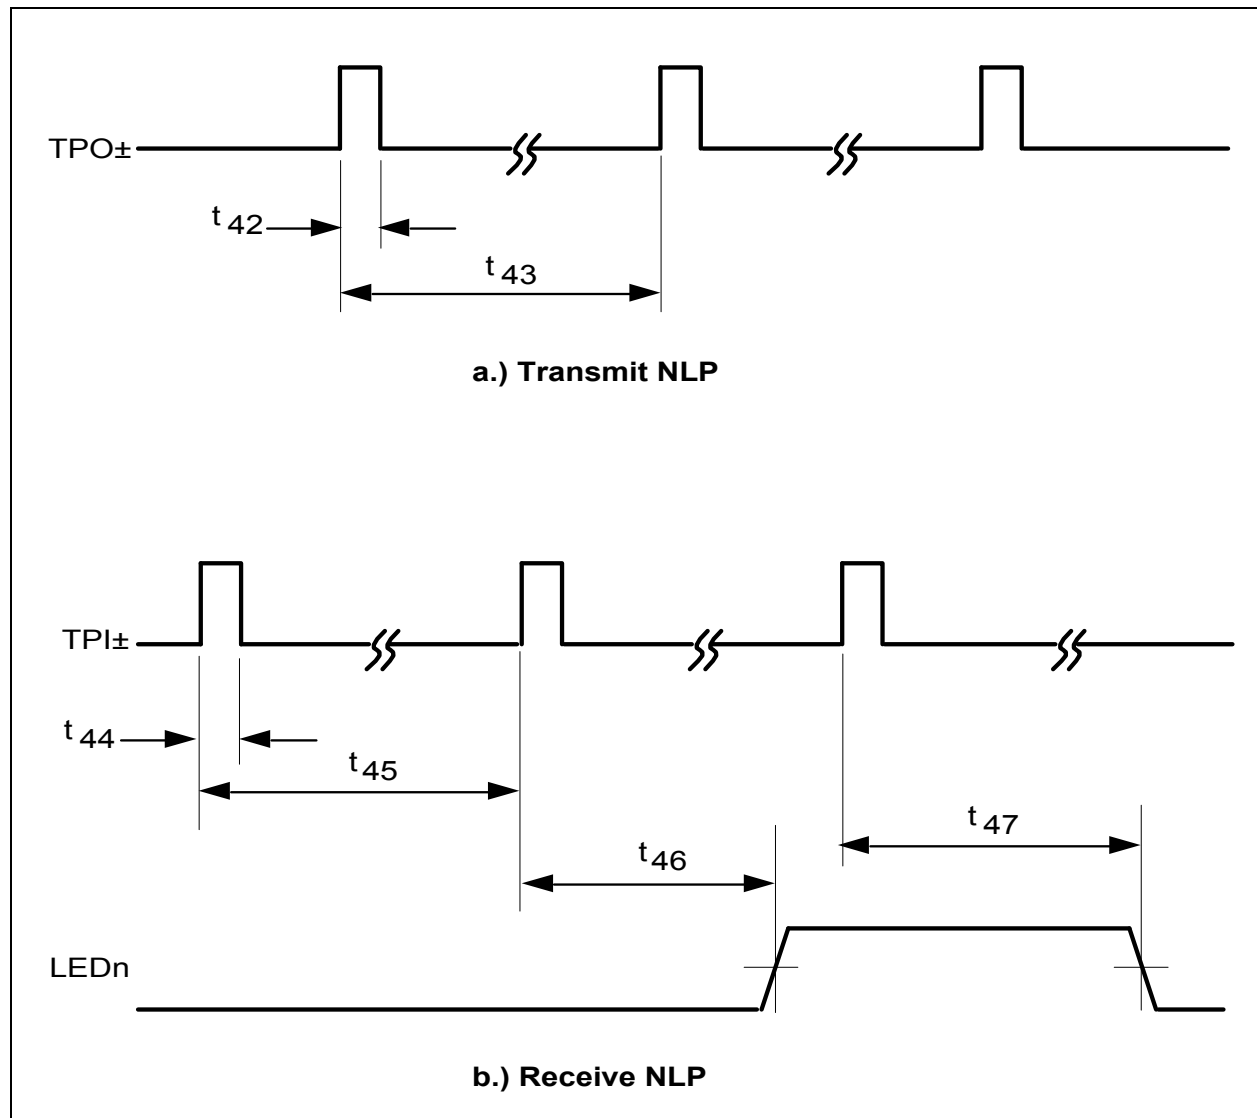 TPO±
t 42
t 43
a.) Transmit NLP
TPI±
t 44
t 45
t 46
t 47
LEDn
b.) Receive NLP